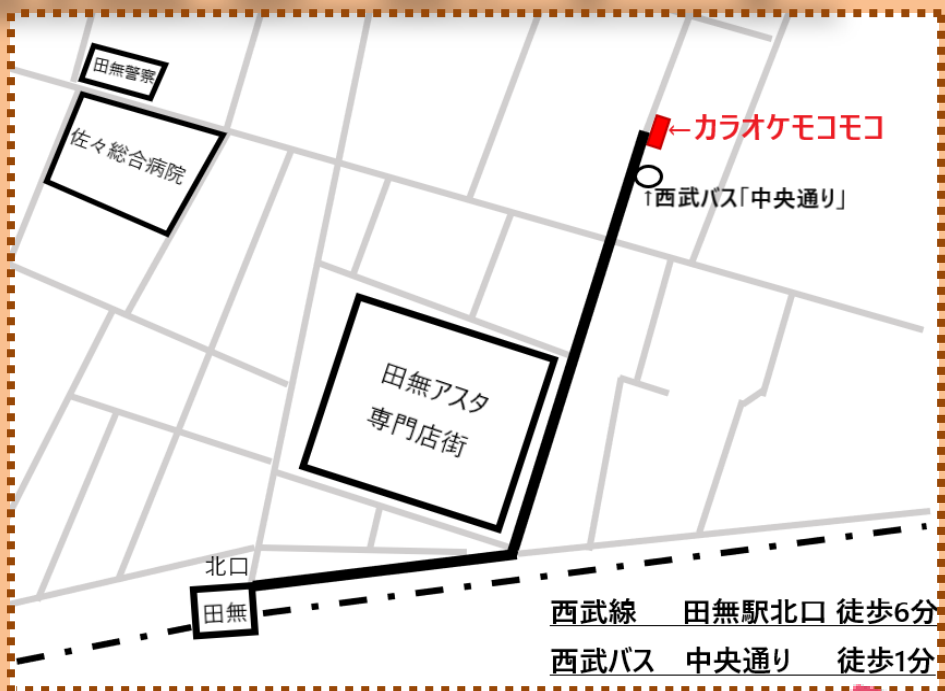 田無警察
佐々総合病院
←カラオケモコモコ
↑西武バス「中央通り」
田無アスタ
専門店街
北口
田無
西武線 田無駅北口 徒歩6分
西武バス 中央通り 徒歩1分